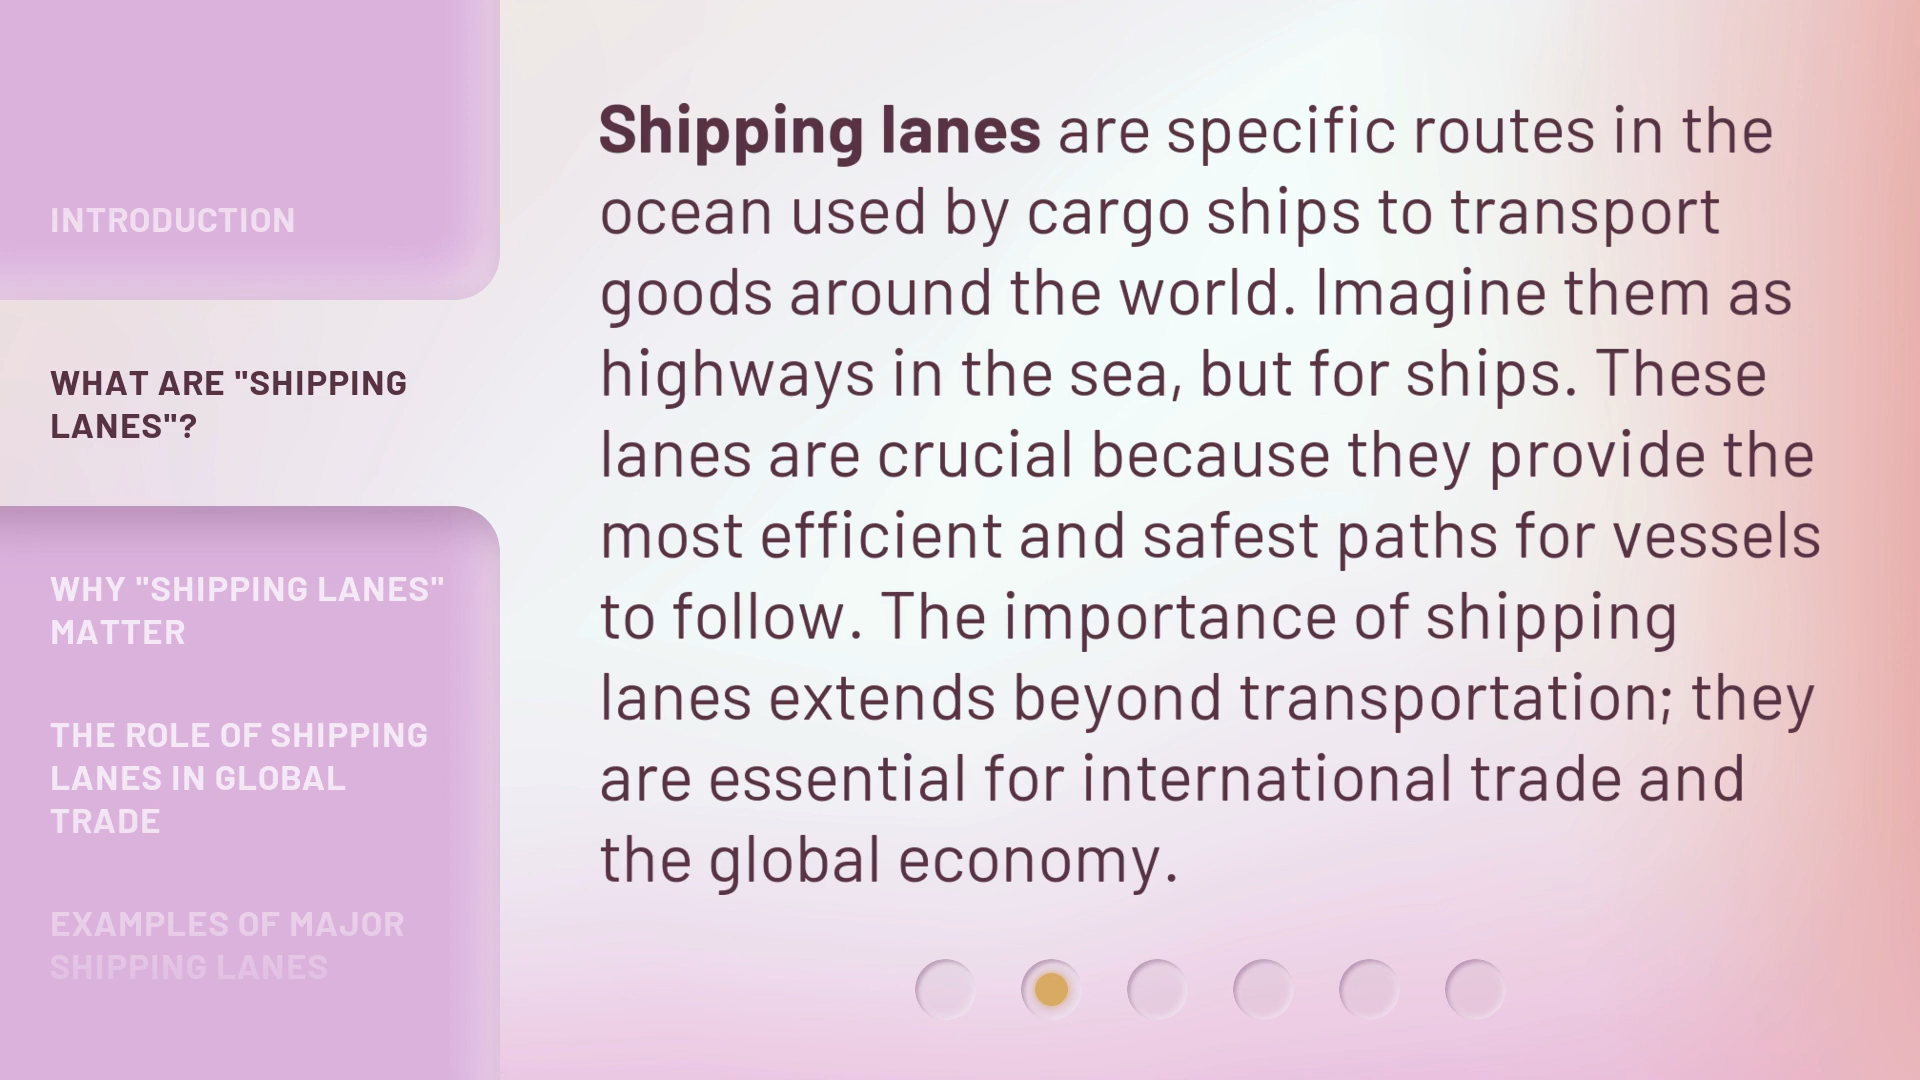 INTRODUCTION
WHAT ARE "SHIPPING
LANES"?
WHY "SHIPPING LANES"
MATTER
THE ROLE OF SHIPPING
LANES IN GLOBAL
TRADE
EXAMPLES OF MAJOR
SHIPPING LANES
Shipping lanes are specific routes in the
ocean used by cargo ships to transport
goods around the world. Imagine them as
highways in the sea, but for ships. These
lanes are crucial because they provide the
most efficient and safest paths for vessels
to follow. The importance of shipping
lanes extends beyond transportation; they
are essential for international trade and
the global economy.